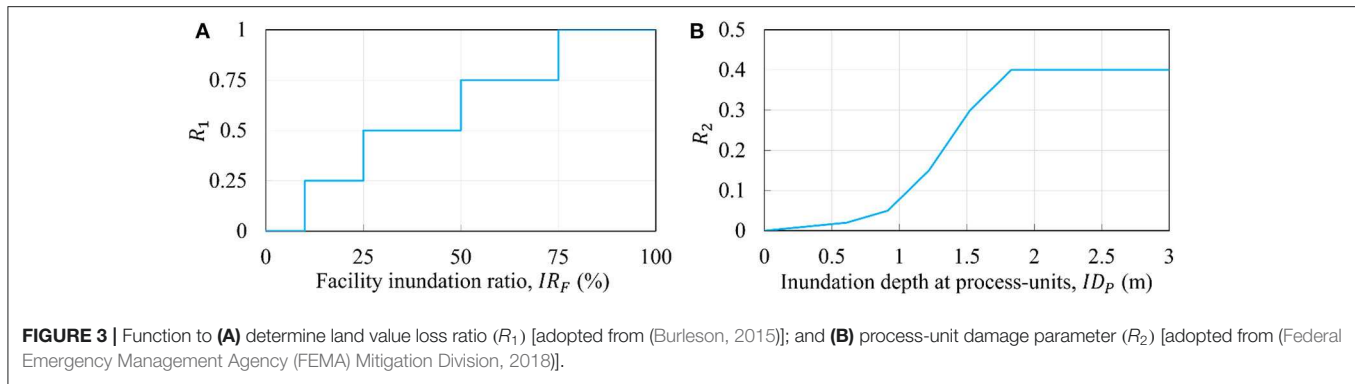 A
1
0.75
0.5
0.25
0
R1
0 25 50 75 100
Facility inundation ratio, IRF (%)
B
0.5
0.4
0.3
0.2
0.1
0
R2
0 0.5 1 1.5 2 2.5 3
Inundation depth at process-units, IDP (m)
FIGURE 3 | Function to (A) determine land value loss ratio (R1) [adopted from (Burleson, 2015)]; and (B) process-unit damage parameter (R2) [adopted from (Federal
Emergency Management Agency (FEMA) Mitigation Division, 2018)].